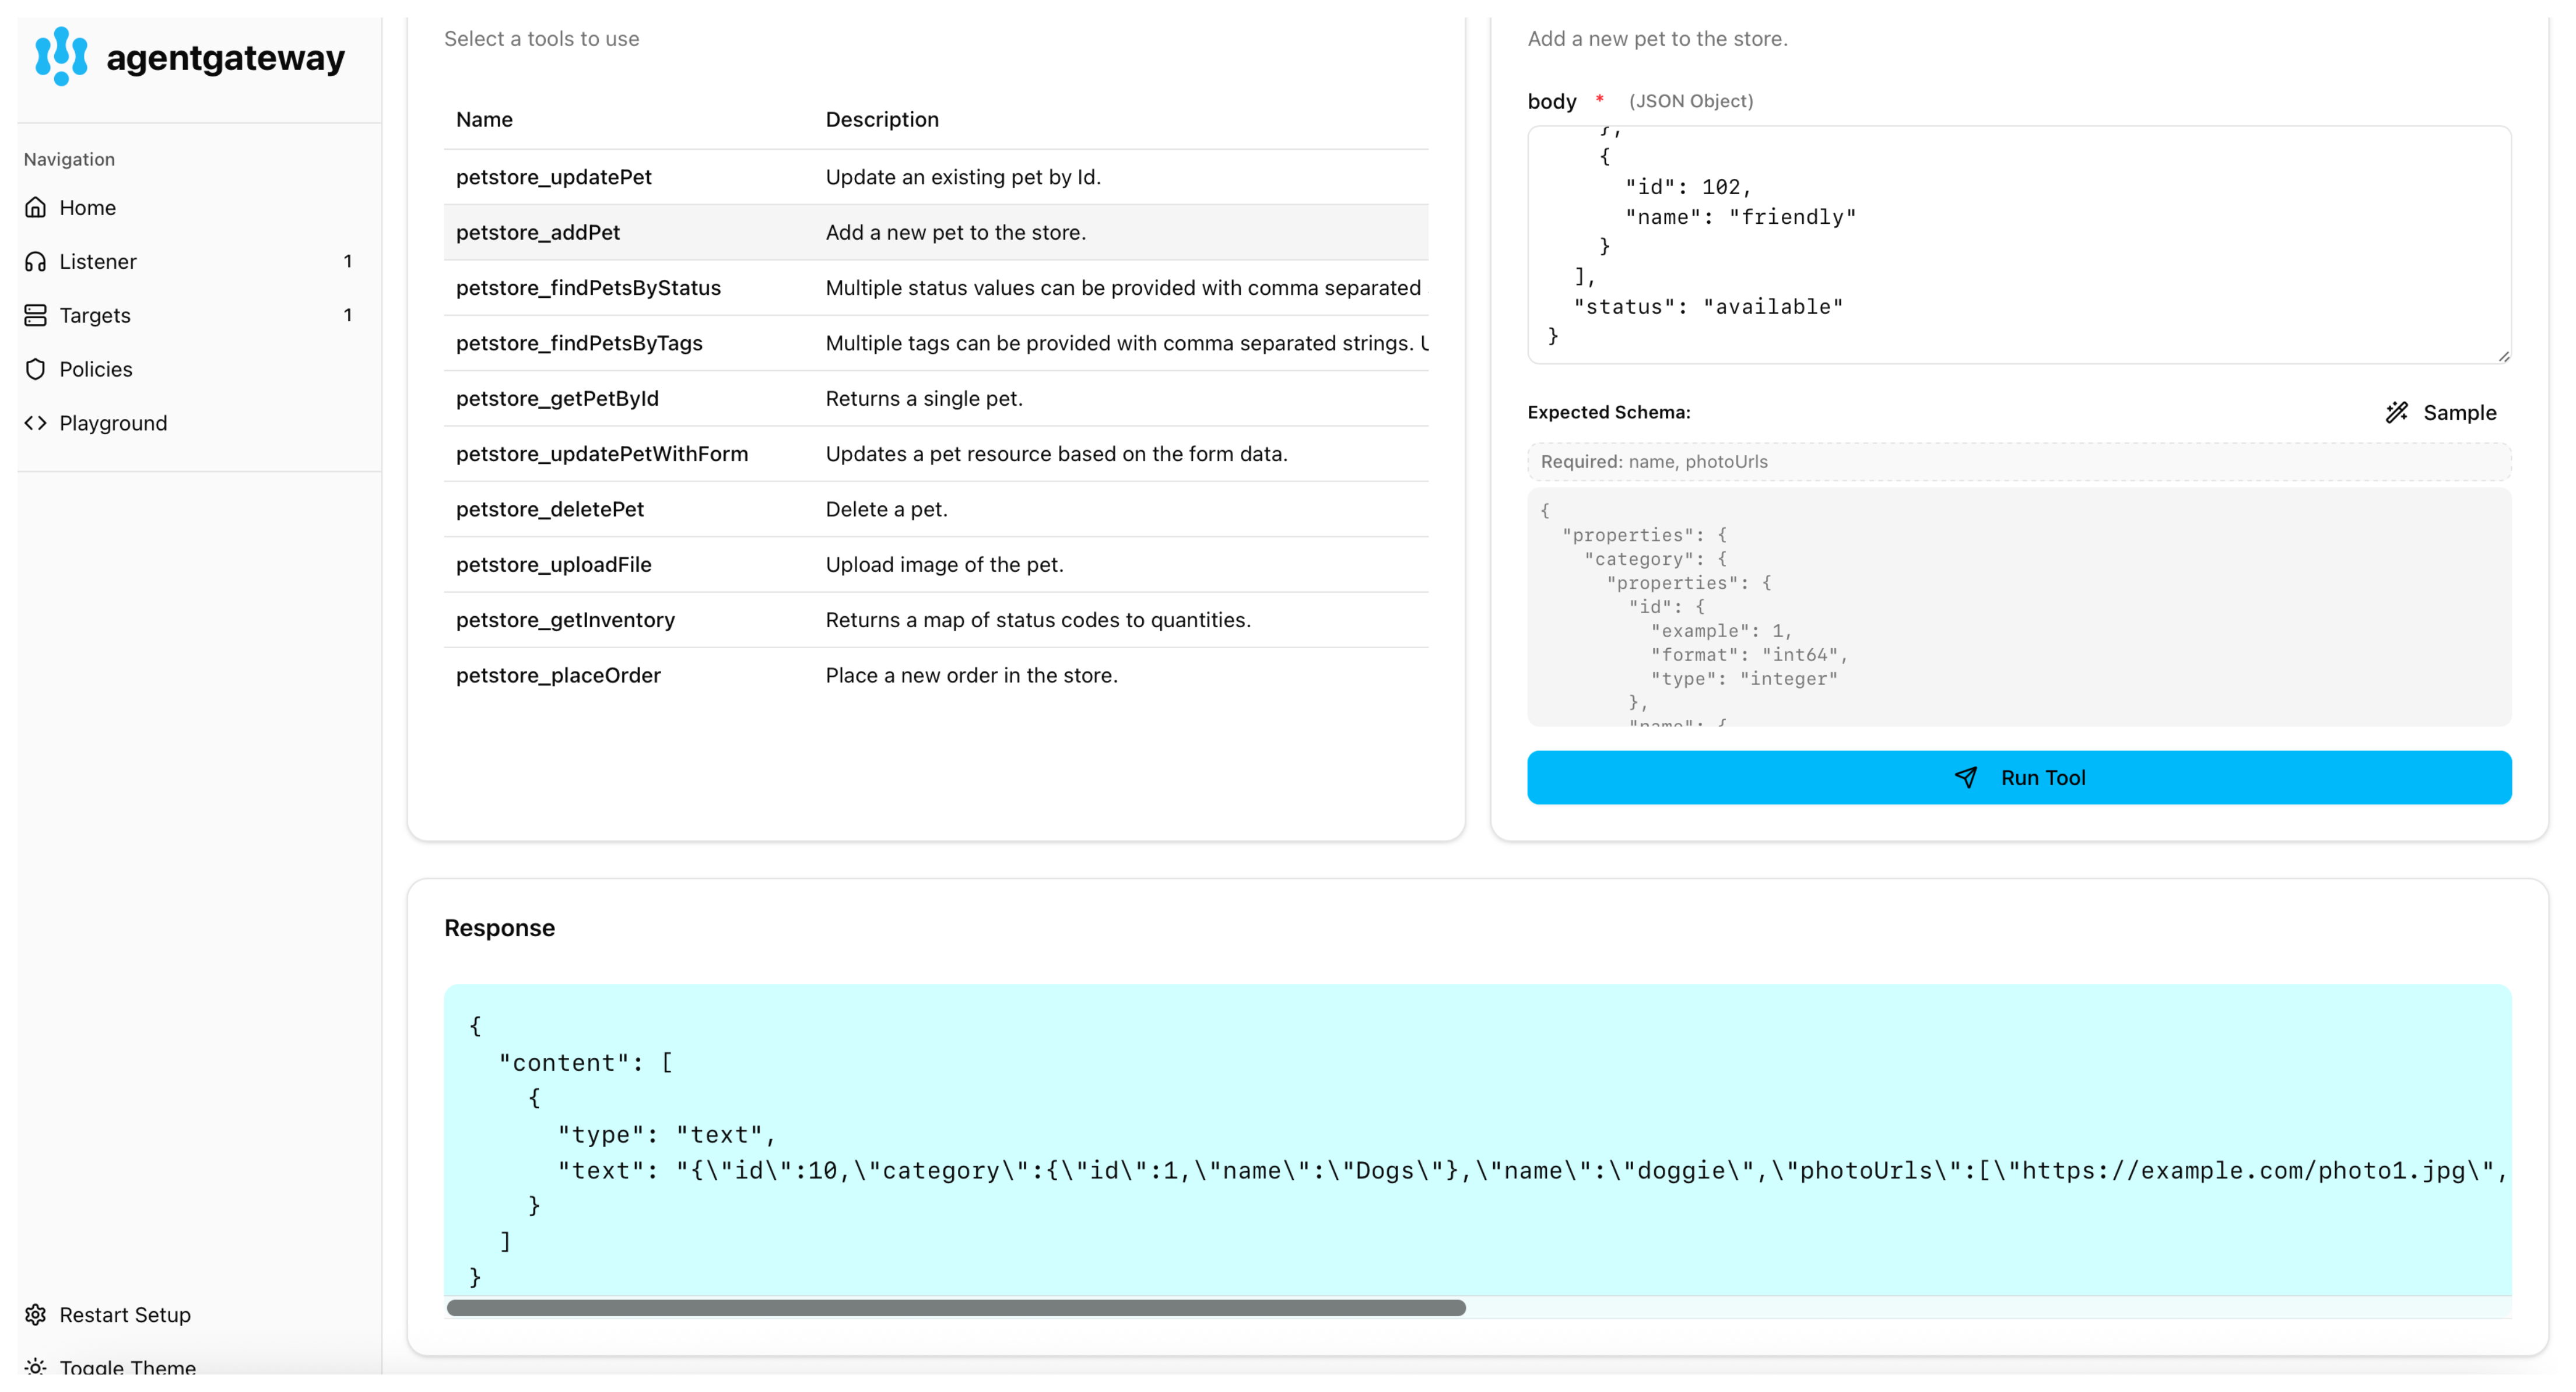 agentgateway
Navigation
Home
Listener 1
Targets 1
Policies
Playground
Restart Setup
Toggle Theme
Select a tools to use
Name Description
petstore_updatePet Update an existing pet by Id.
petstore_addPet Add a new pet to the store.
petstore_findPetsByStatus Multiple status values can be provided with comma separated
petstore_findPetsByTags Multiple tags can be provided with comma separated strings. U
petstore_getPetById Returns a single pet.
petstore_updatePetWithForm Updates a pet resource based on the form data.
petstore_deletePet Delete a pet.
petstore_uploadFile Upload image of the pet.
petstore_getInventory Returns a map of status codes to quantities.
petstore_placeOrder Place a new order in the store.
Add a new pet to the store.
body * (JSON Object)
},
{
"id": 102,
"name": "friendly"
}
],
"status": "available"
}
Expected Schema: Sample
Required: name, photoUrls
{
"properties": {
"category": {
"properties": {
"id": {
"example": 1,
"format": "int64",
"type": "integer"
},
"name": {
Run Tool
Response
{
"content": [
{
"type": "text",
"text": "{\"id\":10,\"category\":{\"id\":1,\"name\":\"Dogs\"},\"name\":\"doggie\",\"photoUrls\":[\"https://example.com/photo1.jpg\",
}
]
}